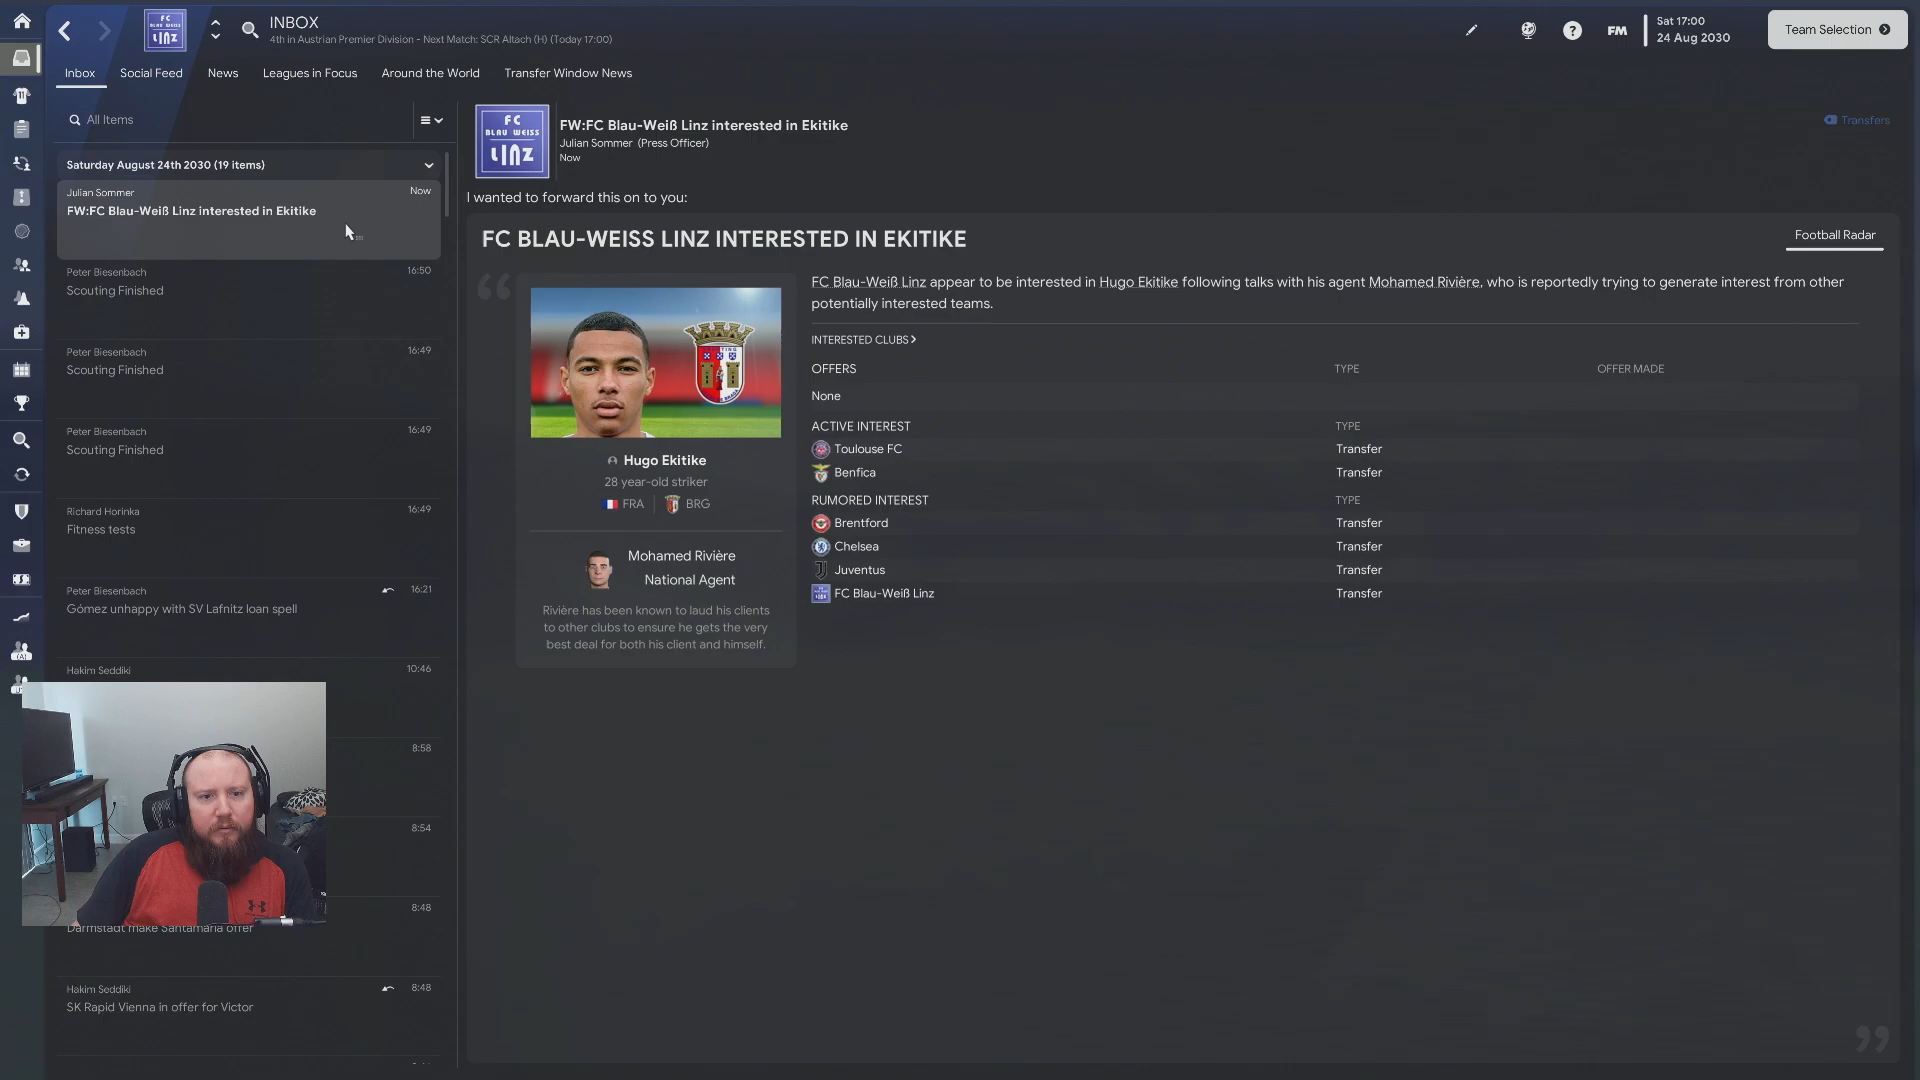 INBOX
4th in Austrian Premier Division - Next Match: SCR Altach (H) (Today 17:00)
FM
Sat 17:00
24 Aug 2030
Team Selection
Inbox
Social Feed
News
Leagues in Focus
Around the World
Transfer Window News
All Items
Saturday August 24th 2030 (19 items)
Julian Sommer
Now
FW:FC Blau-Weiß Linz interested in Ekitike
Peter Biesenbach
16:50
Scouting Finished
Peter Biesenbach
16:49
Scouting Finished
Peter Biesenbach
16:49
Scouting Finished
Richard Horinka
16:49
Fitness tests
Peter Biesenbach
16:21
Gómez unhappy with SV Lafnitz loan spell
Hakim Seddiki
10:46
8:58
8:54
8:48
Darmstadt make Santamaria offer
Hakim Seddiki
8:48
SK Rapid Vienna in offer for Victor
FC
BLAU WEISS
LINZ
FW:FC Blau-Weiß Linz interested in Ekitike
Julian Sommer (Press Officer)
Now
Transfers
I wanted to forward this on to you:
FC BLAU-WEISS LINZ INTERESTED IN EKITIKE
Football Radar
FC Blau-Weiß Linz appear to be interested in Hugo Ekitike following talks with his agent Mohamed Rivière, who is reportedly trying to generate interest from other
potentially interested teams.
Hugo Ekitike
28 year-old striker
FRA
BRG
Mohamed Rivière
National Agent
Rivière has been known to laud his clients
to other clubs to ensure he gets the very
best deal for both his client and himself.
INTERESTED CLUBS
OFFERS
TYPE
OFFER MADE
None
ACTIVE INTEREST
TYPE
Toulouse FC
Transfer
Benfica
Transfer
RUMORED INTEREST
TYPE
Brentford
Transfer
Chelsea
Transfer
Juventus
Transfer
FC Blau-Weiß Linz
Transfer